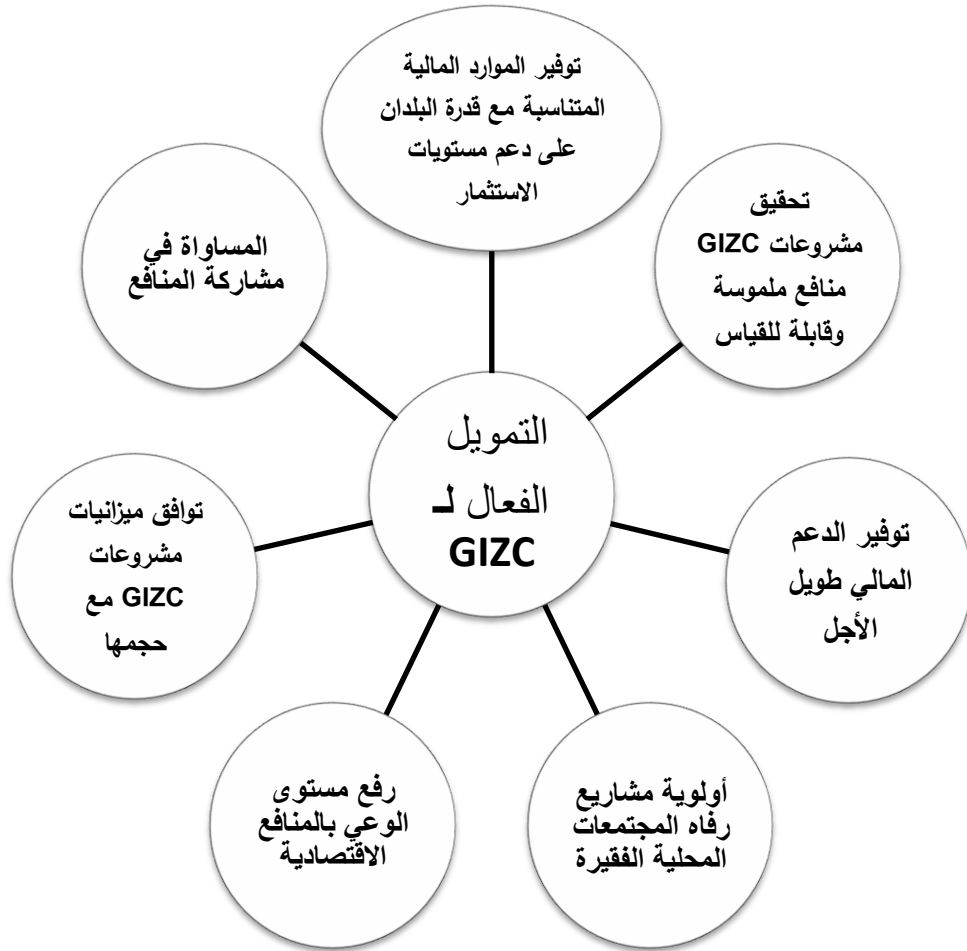 توفير الموارد المالية
المتناسبة مع قدرة البلدان
على دعم مستويات
الاستثمار
تحقيق
مشروعات GIZC
منافع ملموسة
وقابلة للقياس
المساواة في
مشاركة المنافع
التمويل
الفعال لـ
GIZC
توفير الدعم
المالي طويل
الأجل
توافق ميزانيات
مشروعات
GIZC مع
حجمها
أولوية مشاريع
رفاه المجتمعات
المحلية الفقيرة
رفع مستوى
الوعي بالمنافع
الاقتصادية